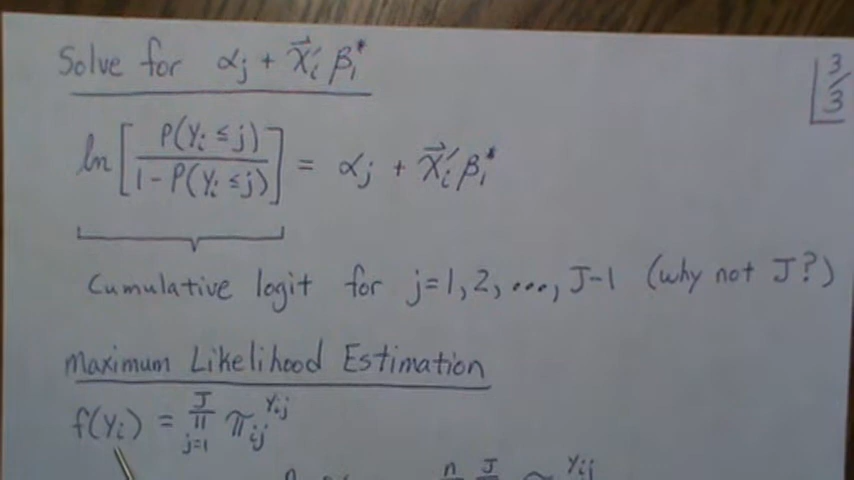 Solve for αj + x⃗i′ βi*
3/3
ln [ P(Yi ≤ j) / 1 - P(Yi ≤ j) ] = αj + x⃗i′ βi*
Cumulative logit for j=1, 2, ..., J-1 (why not J?)
Maximum Likelihood Estimation
f(Yi) = ∏ j=1 J πij^Yij
n J Yij